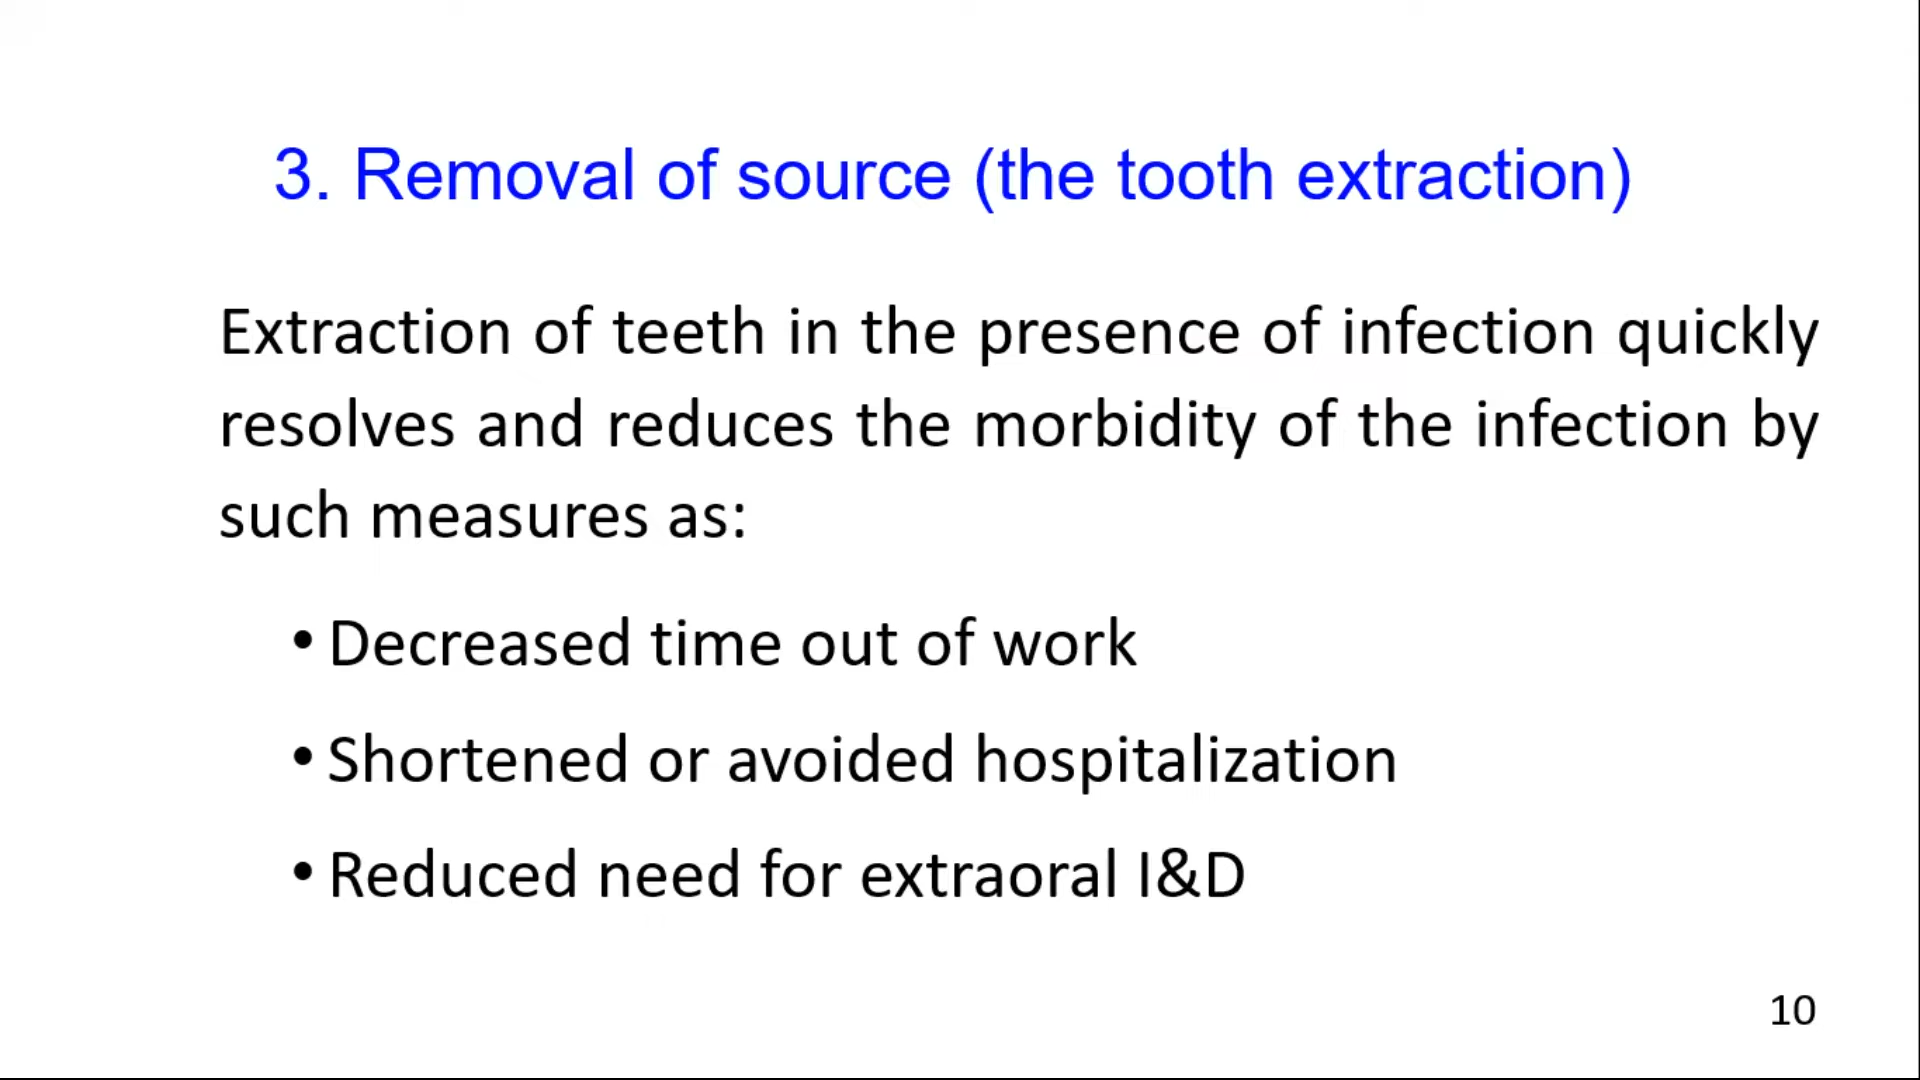 3. Removal of source (the tooth extraction)
Extraction of teeth in the presence of infection quickly
resolves and reduces the morbidity of the infection by
such measures as:
• Decreased time out of work
• Shortened or avoided hospitalization
• Reduced need for extraoral I&D
10